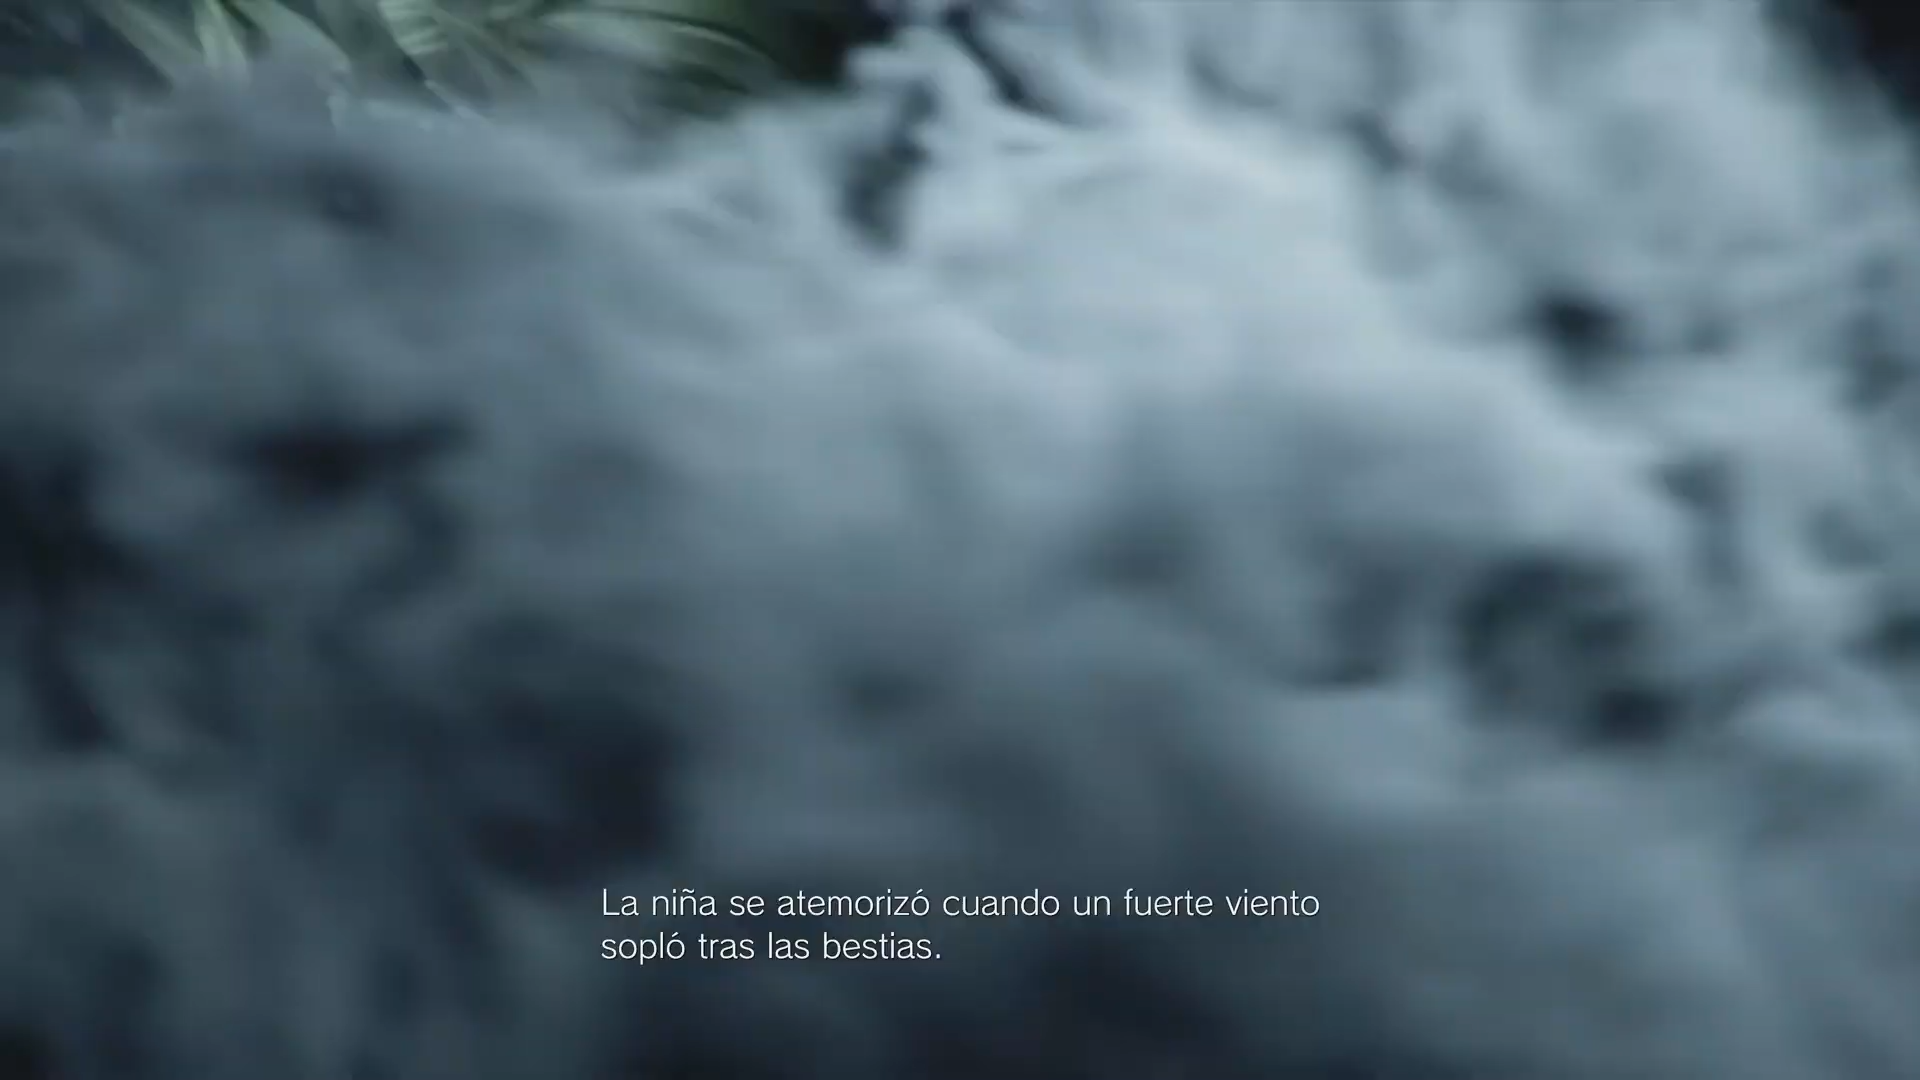 La niña se atemorizó cuando un fuerte viento
sopló tras las bestias.